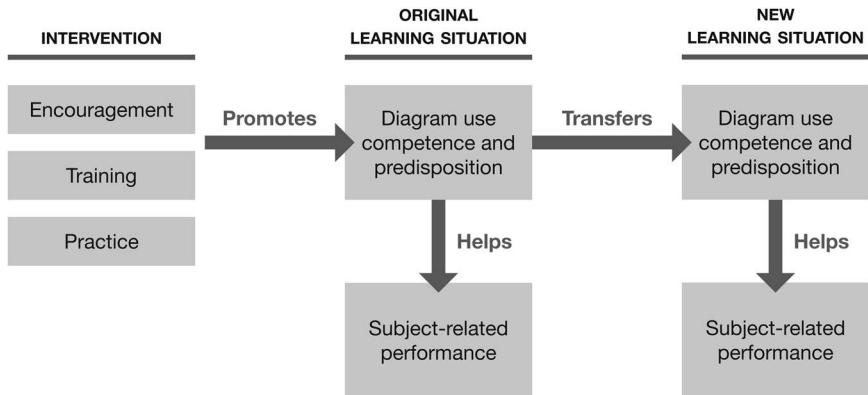 INTERVENTION
ORIGINAL
LEARNING SITUATION
NEW
LEARNING SITUATION
Encouragement
Training
Practice
Promotes
Diagram use
competence and
predisposition
Transfers
Diagram use
competence and
predisposition
Helps
Helps
Subject-related
performance
Subject-related
performance